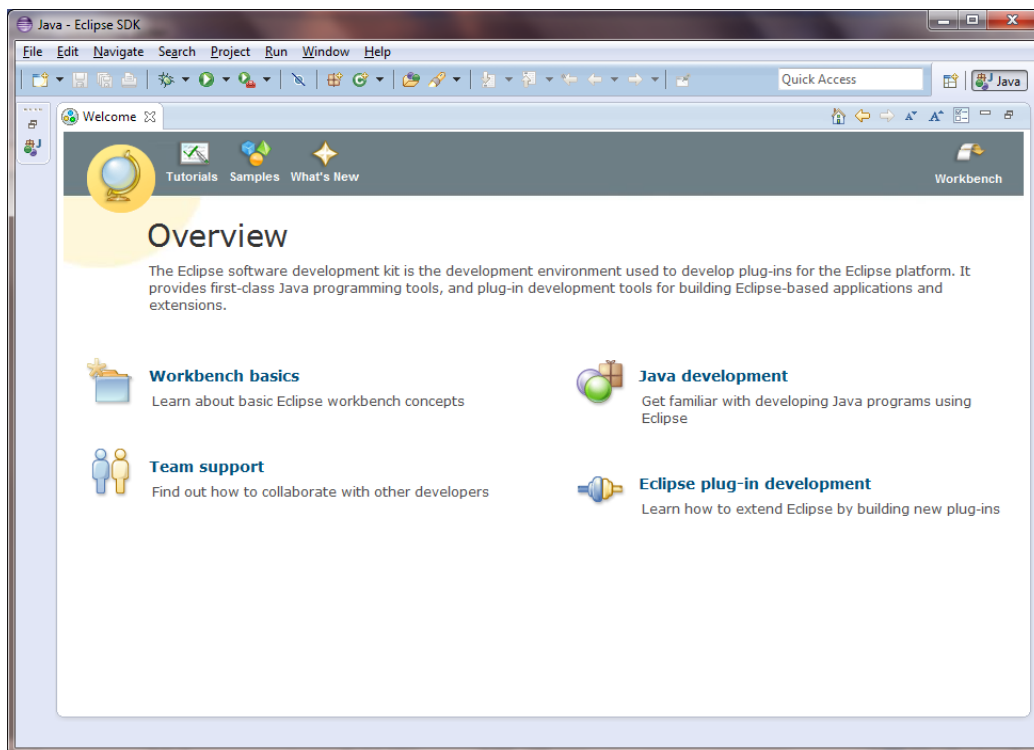 Java - Eclipse SDK
File Edit Navigate Search Project Run Window Help
Quick Access
Java
Welcome
Tutorials Samples What's New
Workbench
Overview
The Eclipse software development kit is the development environment used to develop plug-ins for the Eclipse platform. It
provides first-class Java programming tools, and plug-in development tools for building Eclipse-based applications and
extensions.
Workbench basics
Learn about basic Eclipse workbench concepts
Java development
Get familiar with developing Java programs using
Eclipse
Team support
Find out how to collaborate with other developers
Eclipse plug-in development
Learn how to extend Eclipse by building new plug-ins